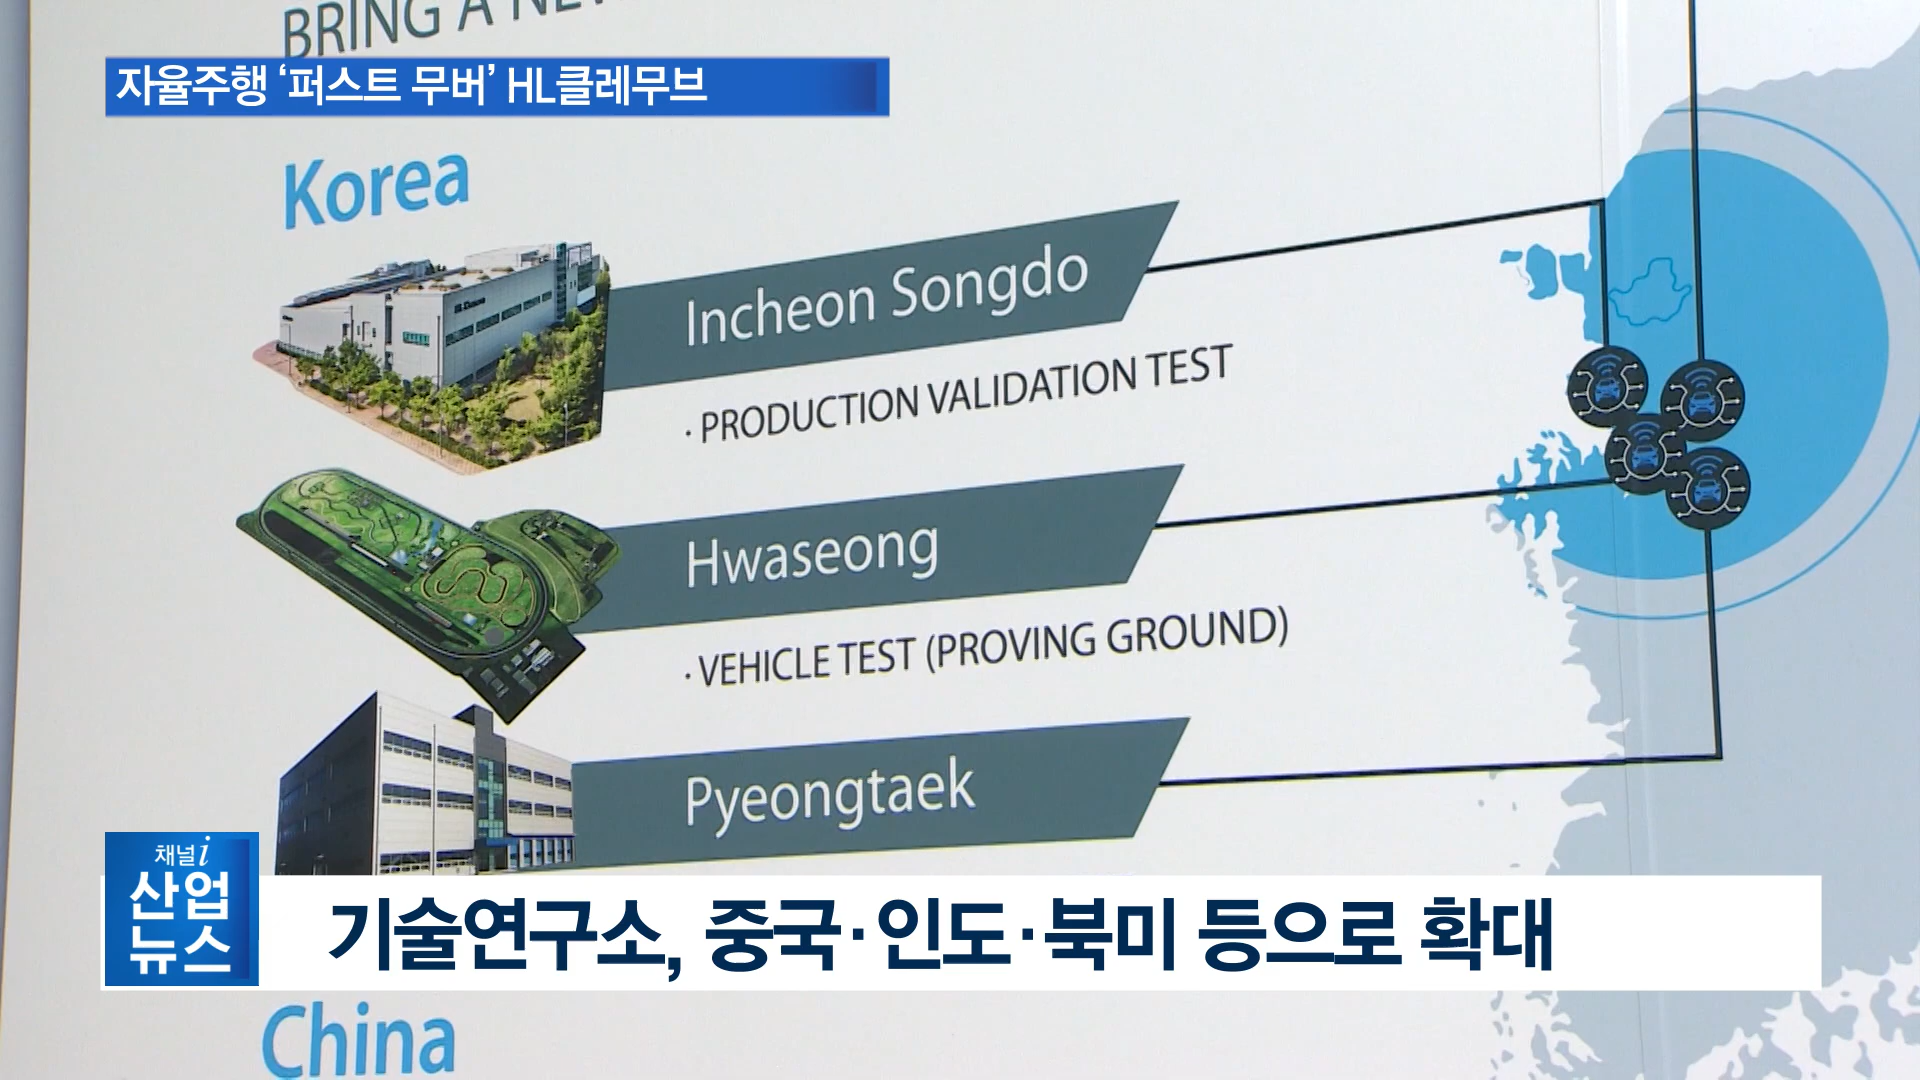 BRING A NE
자율주행 ‘퍼스트 무버’ HL클레무브
Korea
Incheon Songdo
· PRODUCTION VALIDATION TEST
Hwaseong
· VEHICLE TEST (PROVING GROUND)
Pyeongtaek
채널i
산업
뉴스
기술연구소, 중국·인도·북미 등으로 확대
China